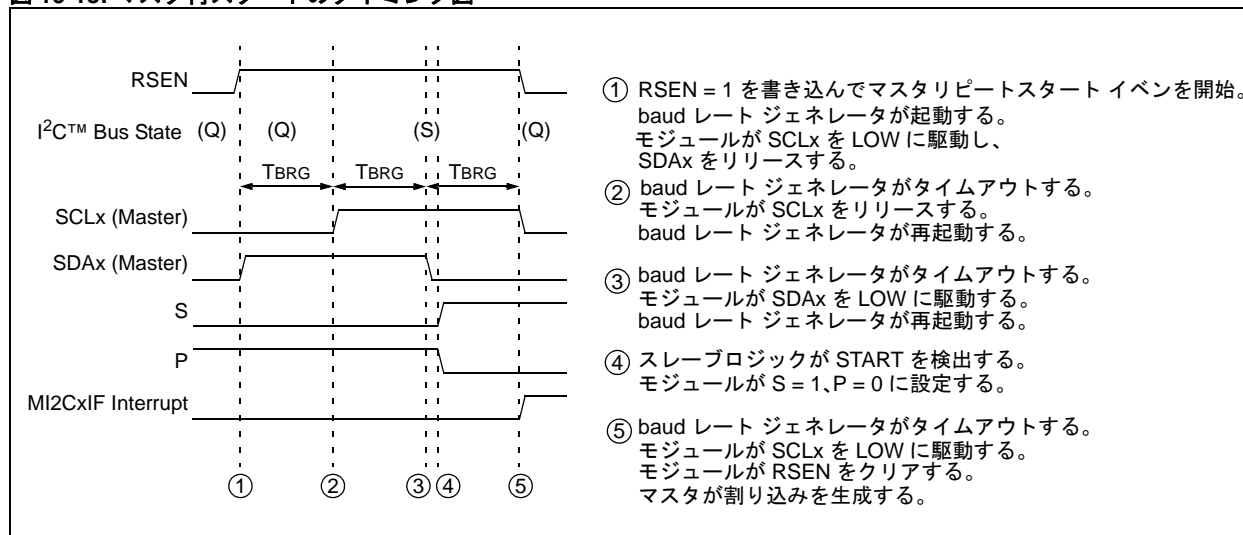 RSEN
I²C™ Bus State (Q) (Q) (S) (Q)
TBRG TBRG TBRG
SCLx (Master)
SDAx (Master)
S
P
MI2CxIF Interrupt
① ② ③ ④ ⑤
① RSEN = 1 を書き込んでマスタリピートスタート イベンを開始。
baud レート ジェネレータが起動する。
モジュールが SCLx を LOW に駆動し、
SDAx をリリースする。
② baud レート ジェネレータがタイムアウトする。
モジュールが SCLx をリリースする。
baud レート ジェネレータが再起動する。
③ baud レート ジェネレータがタイムアウトする。
モジュールが SDAx を LOW に駆動する。
baud レート ジェネレータが再起動する。
④ スレーブロジックが START を検出する。
モジュールが S = 1、P = 0 に設定する。
⑤ baud レート ジェネレータがタイムアウトする。
モジュールが SCLx を LOW に駆動する。
モジュールが RSEN をクリアする。
マスタが割り込みを生成する。